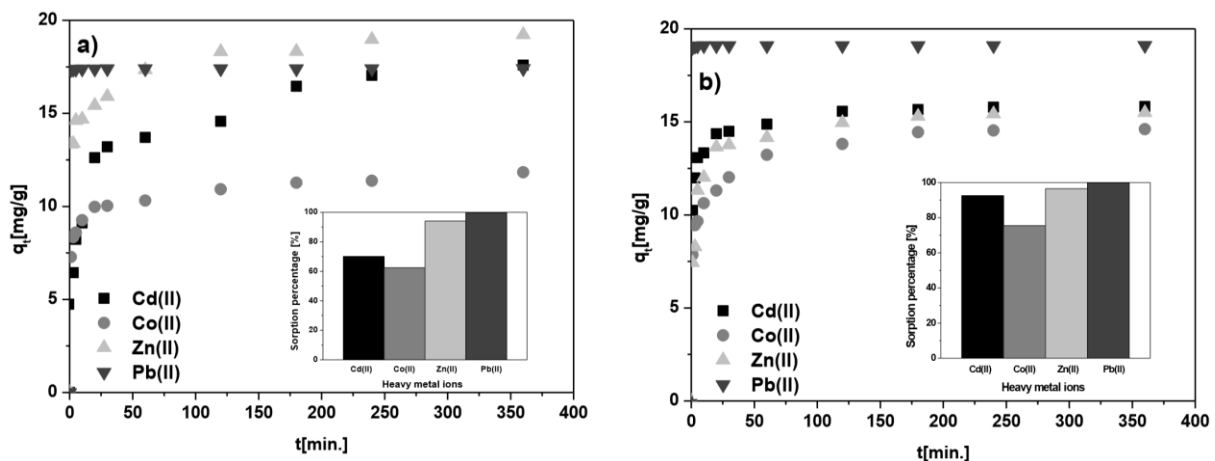 a)
20
15
10
5
0
qt[mg/g]
Cd(II)
Co(II)
Zn(II)
Pb(II)
100
80
60
40
20
0
Sorption percentage [%]
Cd(II) Co(II) Zn(II) Pb(II)
Heavy metal ions
0 50 100 150 200 250 300 350 400
t[min.]
b)
20
15
10
5
0
qt[mg/g]
Cd(II)
Co(II)
Zn(II)
Pb(II)
100
80
60
40
20
0
Sorption percentage [%]
Cd(II) Co(II) Zn(II) Pb(II)
Heavy metal ions
0 50 100 150 200 250 300 350 400
t[min.]